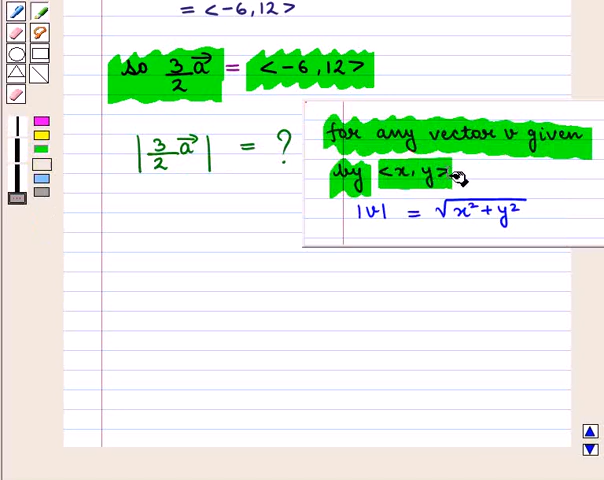 = <-6,12>
so 3/2 a⃗ = <-6,12>
|3/2 a⃗| = ?
for any vector v given
by <x,y>
|v| = √x²+y²